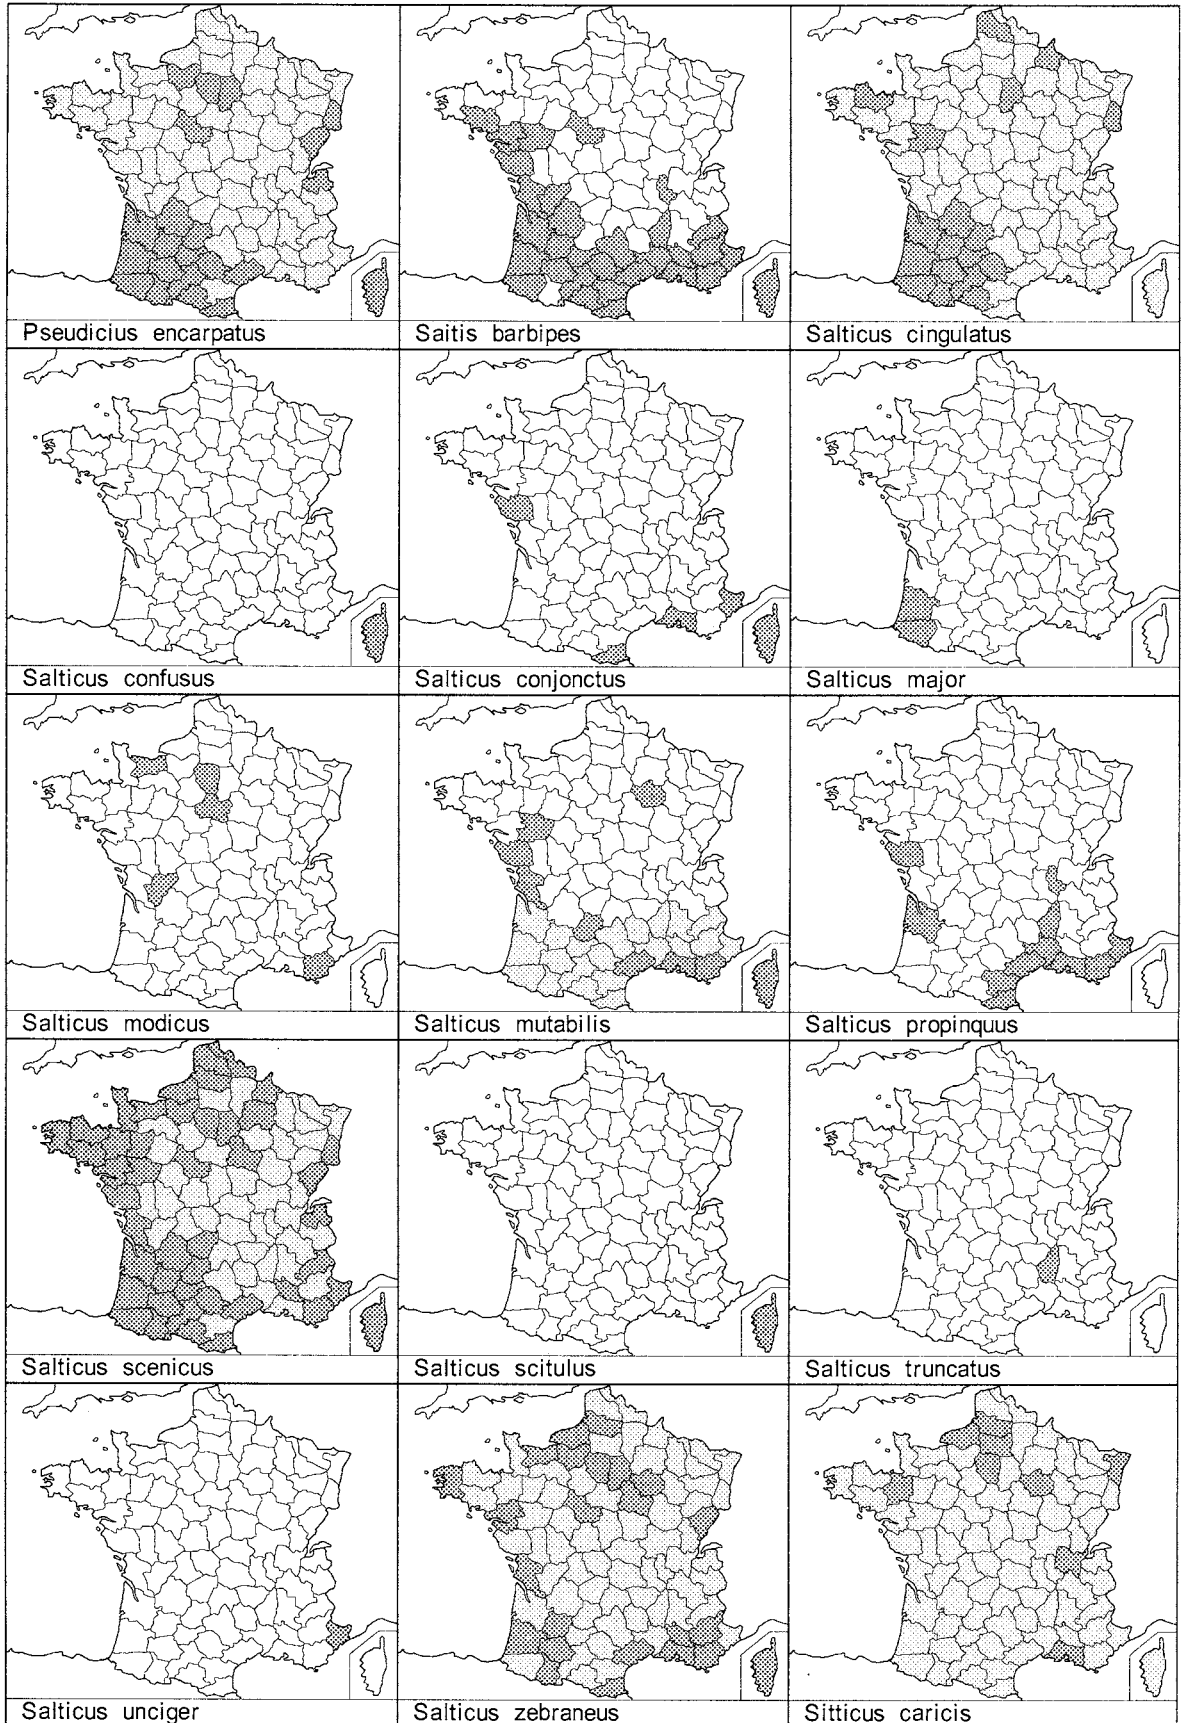 Pseudicius encarpatus
Saitis barbipes
Salticus cingulatus
Salticus confusus
Salticus conjonctus
Salticus major
Salticus modicus
Salticus mutabilis
Salticus propinquus
Salticus scenicus
Salticus scitulus
Salticus truncatus
Salticus unciger
Salticus zebraneus
Sitticus caricis